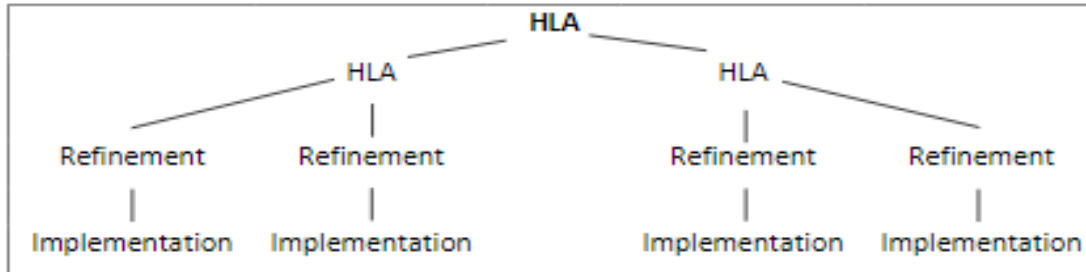 HLA
HLA HLA
Refinement Refinement Refinement Refinement
Implementation Implementation Implementation Implementation